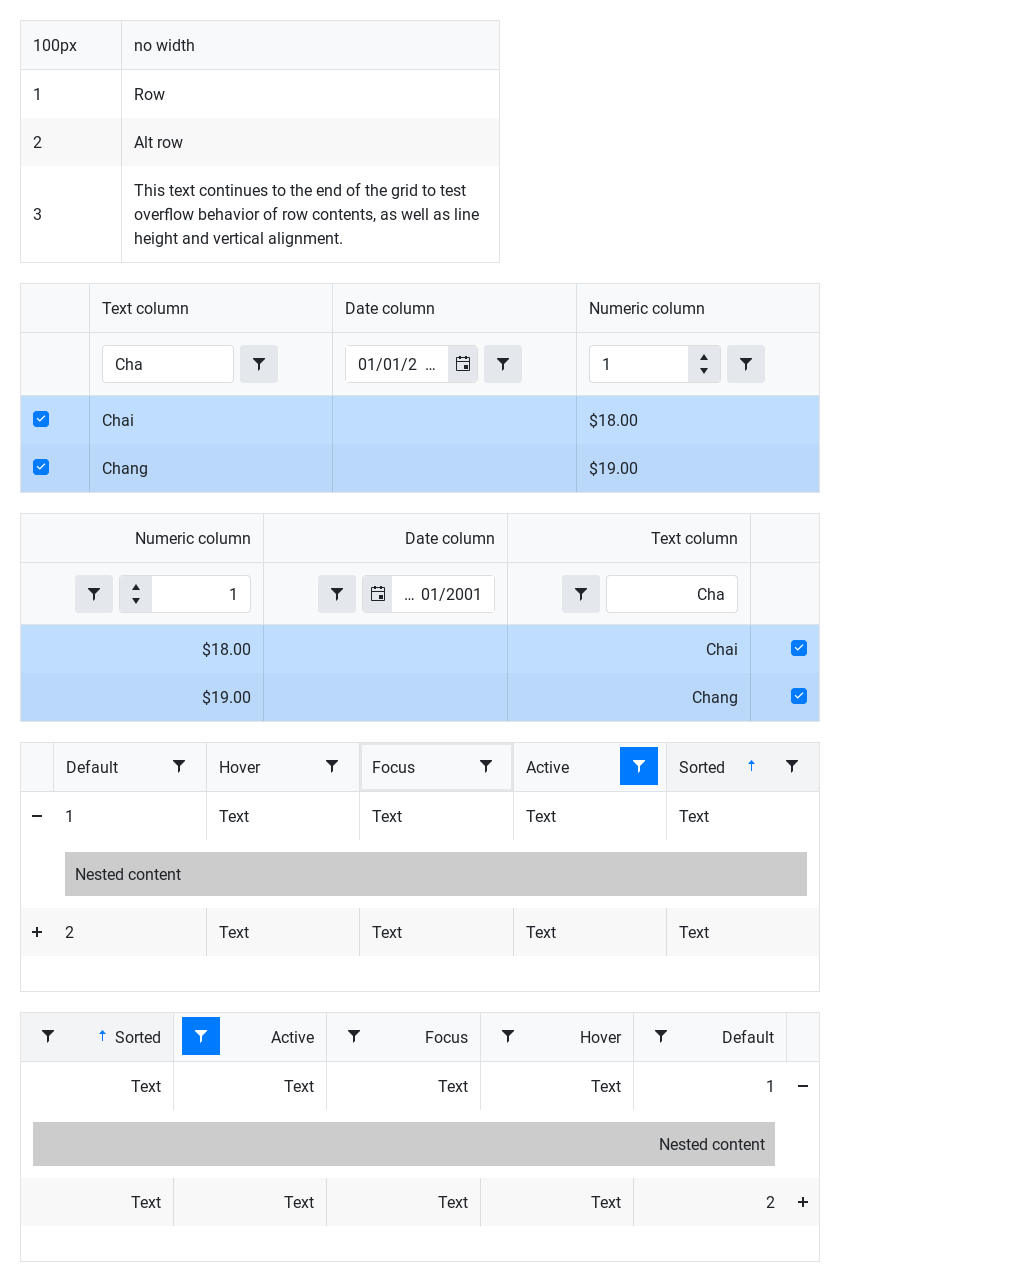 100px no width
1 Row
2 Alt row
This text continues to the end of the grid to test
3 overflow behavior of row contents, as well as line
height and vertical alignment.
Text column Date column Numeric column
Cha 01/01/2 ... 1
Chai $18.00
Chang $19.00
Numeric column Date column Text column
1 ... 01/2001 Cha
$18.00 Chai
$19.00 Chang
Default Hover Focus Active Sorted
1 Text Text Text Text
Nested content
2 Text Text Text Text
Sorted Active Focus Hover Default
Text Text Text Text 1
Nested content
Text Text Text Text 2